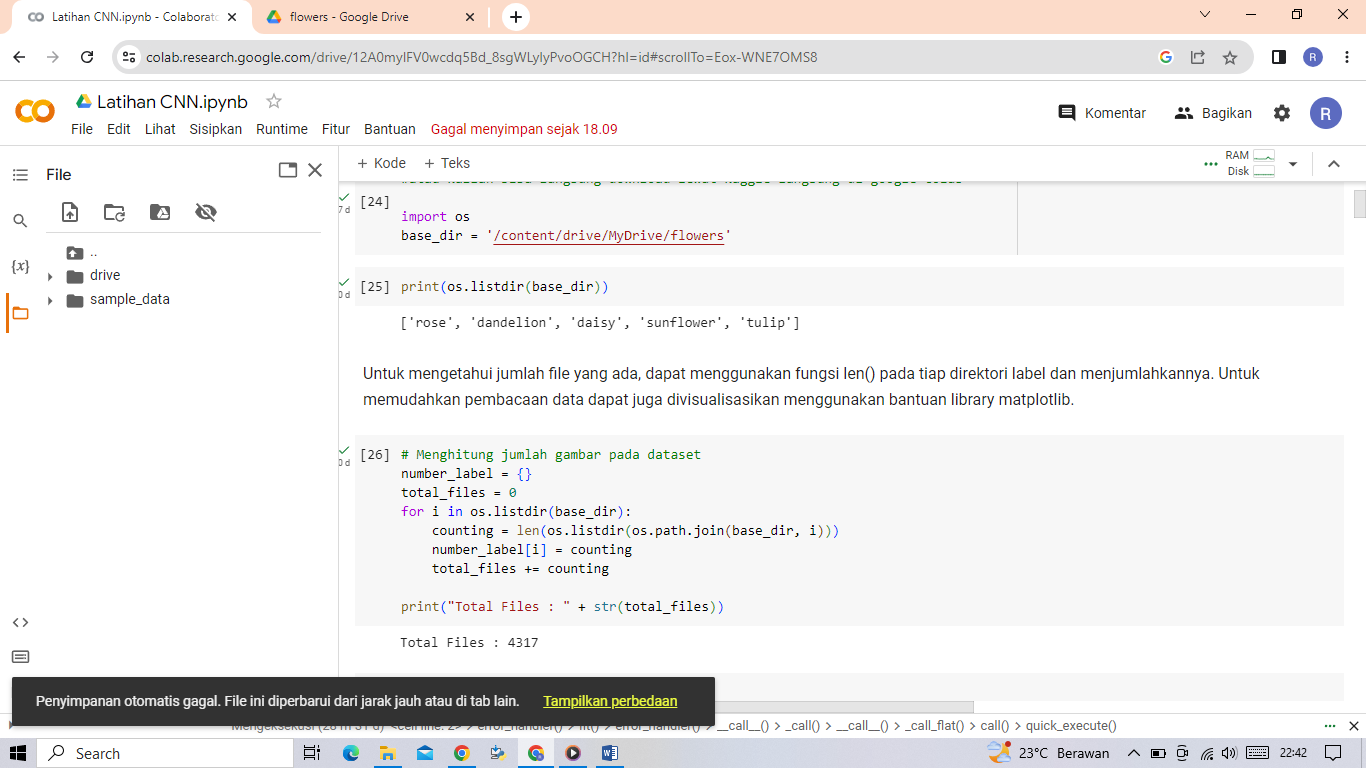 Latihan CNN.ipynb - Colaborato
flowers - Google Drive
colab.research.google.com/drive/12A0mylFV0wcdq5Bd_8sgWLylyPvoOGCH?hl=id#scrollTo=Eox-WNE7OMS8
R
Latihan CNN.ipynb
File Edit Lihat Sisipkan Runtime Fitur Bantuan Gagal menyimpan sejak 18.09
Komentar Bagikan R
File
+ Kode + Teks
RAM
Disk
..
drive
sample_data
{x}
7 d
[24]
import os
base_dir = '/content/drive/MyDrive/flowers'
0 d
[25] print(os.listdir(base_dir))
['rose', 'dandelion', 'daisy', 'sunflower', 'tulip']
Untuk mengetahui jumlah file yang ada, dapat menggunakan fungsi len() pada tiap direktori label dan menjumlahkannya. Untuk
memudahkan pembacaan data dapat juga divisualisasikan menggunakan bantuan library matplotlib.
0 d
[26] # Menghitung jumlah gambar pada dataset
number_label = {}
total_files = 0
for i in os.listdir(base_dir):
counting = len(os.listdir(os.path.join(base_dir, i)))
number_label[i] = counting
total_files += counting
print("Total Files : " + str(total_files))
Total Files : 4317
Penyimpanan otomatis gagal. File ini diperbarui dari jarak jauh atau di tab lain. Tampilkan perbedaan
error_handler() > __call__() > _call() > __call__() > _call_flat() > call() > quick_execute()
Search
23°C Berawan
22:42